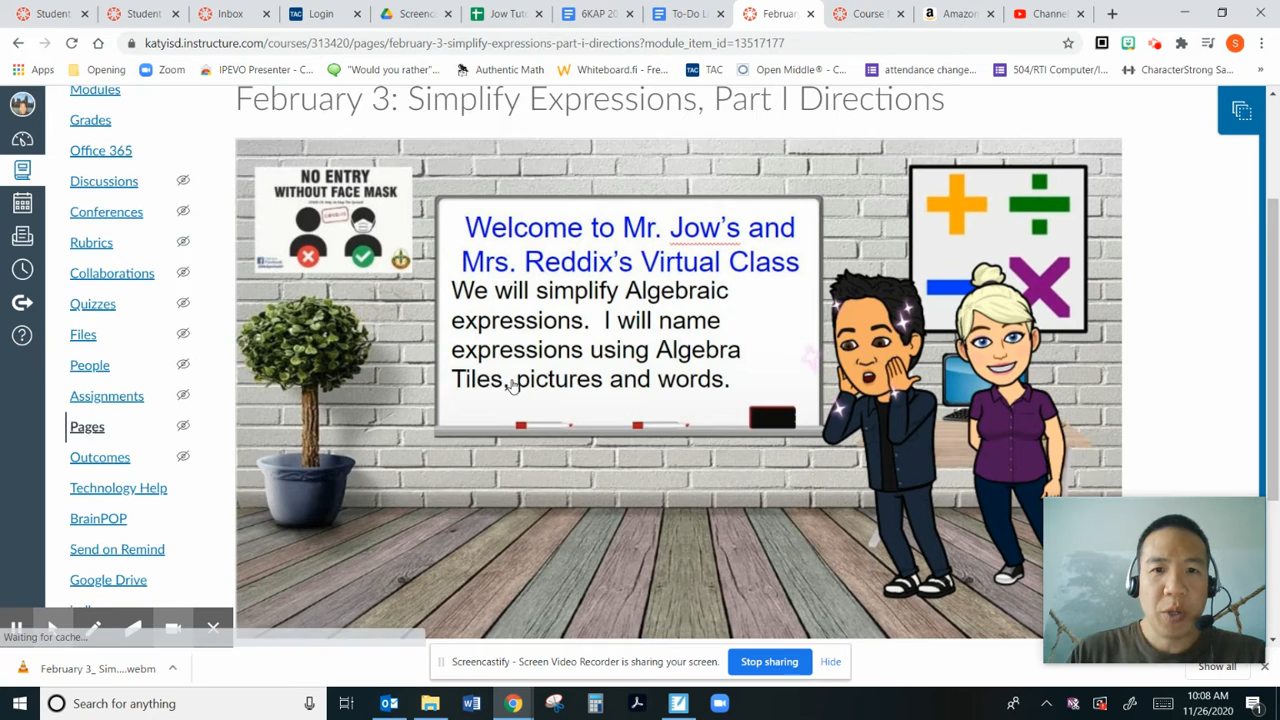 Student
Student
Inbox
TAC Login
Screenc
Jow Tut
6KAP
To-Do L
February
Course
Amazon
Channel
katyisd.instructure.com/courses/313420/pages/february-3-simplify-expressions-part-i-directions?module_item_id=13517177
Apps
Opening
Zoom
IPEVO Presenter - C...
"Would you rather"...
Authentic Math
Whiteboard.fi - Fre...
TAC
Open Middle® - C...
attendance change...
504/RTI Computer/I...
CharacterStrong Sa...
Modules
Grades
Office 365
Discussions
Conferences
Rubrics
Collaborations
Quizzes
Files
People
Assignments
Pages
Outcomes
Technology Help
BrainPOP
Send on Remind
Google Drive
February 3: Simplify Expressions, Part I Directions
NO ENTRY
WITHOUT FACE MASK
Welcome to Mr. Jow's and
Mrs. Reddix's Virtual Class
We will simplify Algebraic
expressions. I will name
expressions using Algebra
Tiles, pictures and words.
Waiting for cache...
February 3_ Sim....webm
Screencastify - Screen Video Recorder is sharing your screen.
Stop sharing
Hide
Show all
Search for anything
10:08 AM
11/26/2020